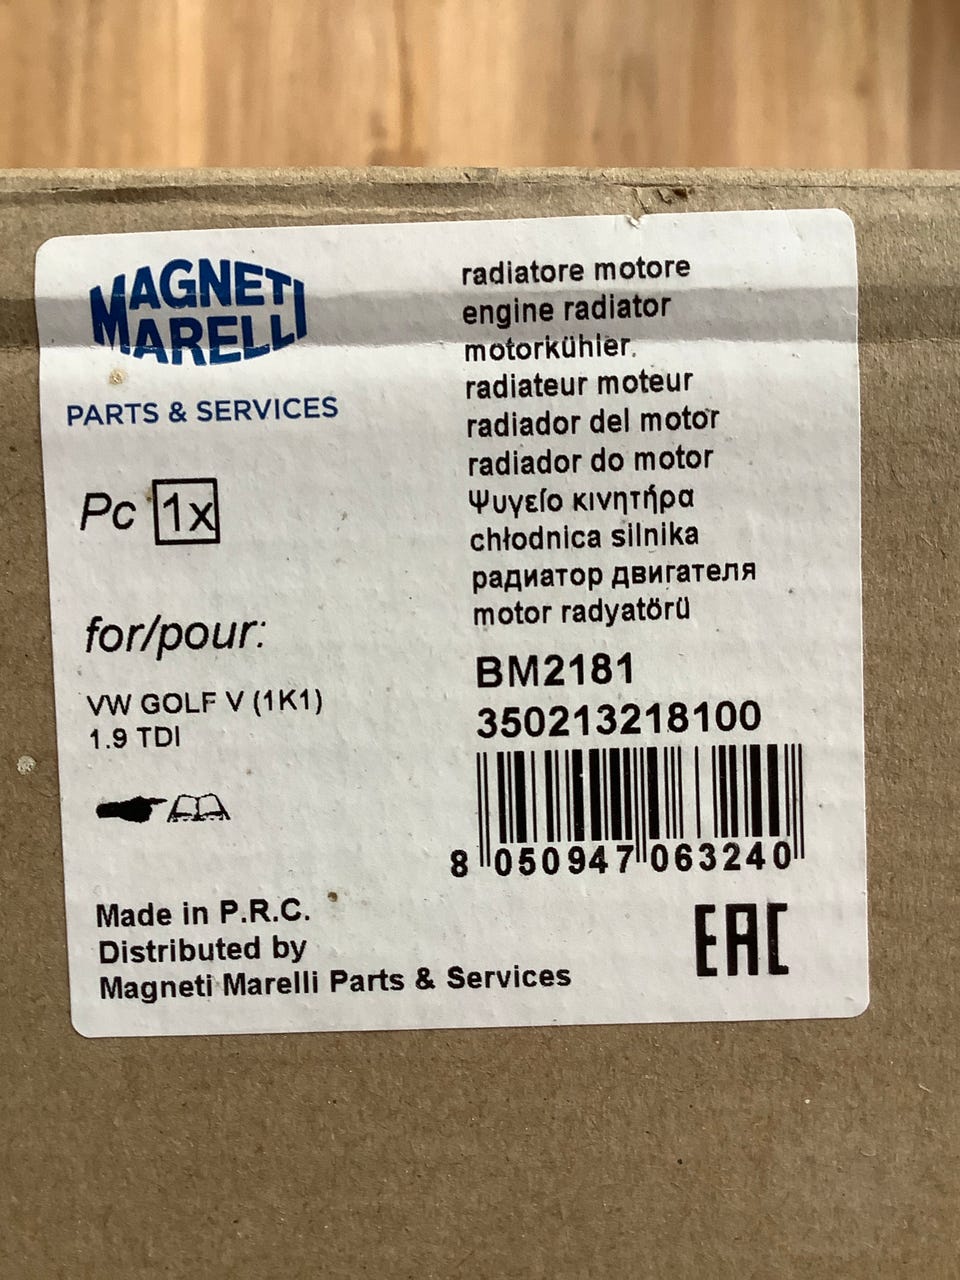 MAGNETI
MARELLI
PARTS & SERVICES
Pc 1x
for/pour:
VW GOLF V (1K1)
1.9 TDI
radiatore motore
engine radiator
motorkühler.
radiateur moteur
radiador del motor
radiador do motor
Ψυγείο κινητήρα
chłodnica silnika
радиатор двигателя
motor radyatörü
BM2181
350213218100
8 050947 063240
Made in P.R.C.
Distributed by
Magneti Marelli Parts & Services
EAC